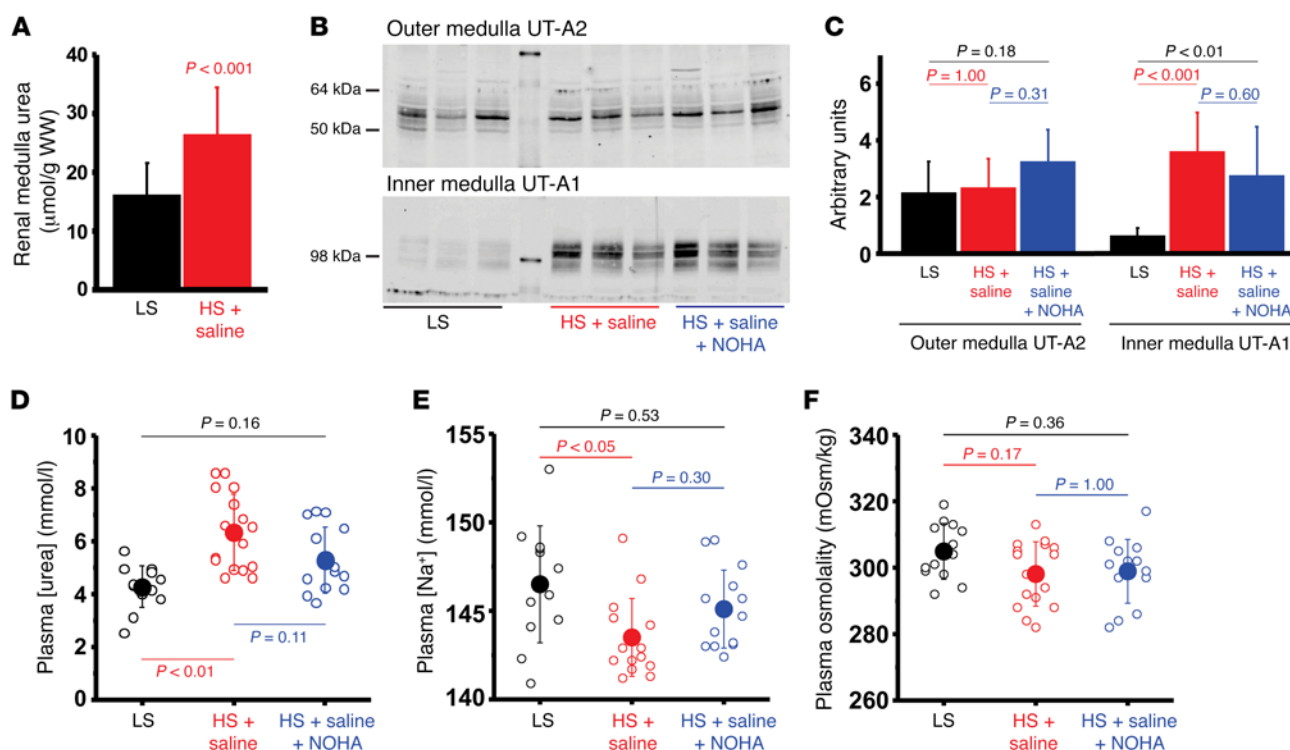 A
Renal medulla urea
(μmol/g WW)
40
30
20
10
0
P < 0.001
LS
HS +
saline
B
Outer medulla UT-A2
64 kDa
50 kDa
Inner medulla UT-A1
98 kDa
LS
HS + saline
HS + saline
+ NOHA
C
Arbitrary units
6
4
2
0
P = 0.18
P = 1.00
P = 0.31
P < 0.01
P < 0.001
P = 0.60
LS
HS +
saline
HS +
saline
+ NOHA
LS
HS +
saline
HS +
saline
+ NOHA
Outer medulla UT-A2
Inner medulla UT-A1
D
Plasma [urea] (mmol/l)
10
8
6
4
2
0
P = 0.16
P = 0.11
P < 0.01
LS
HS +
saline
HS + saline
+ NOHA
E
Plasma [Na⁺] (mmol/l)
155
150
145
140
P = 0.53
P < 0.05
P = 0.30
LS
HS +
saline
HS + saline
+ NOHA
F
Plasma osmolality (mOsm/kg)
340
320
300
280
260
P = 0.36
P = 0.17
P = 1.00
LS
HS +
saline
HS + saline
+ NOHA